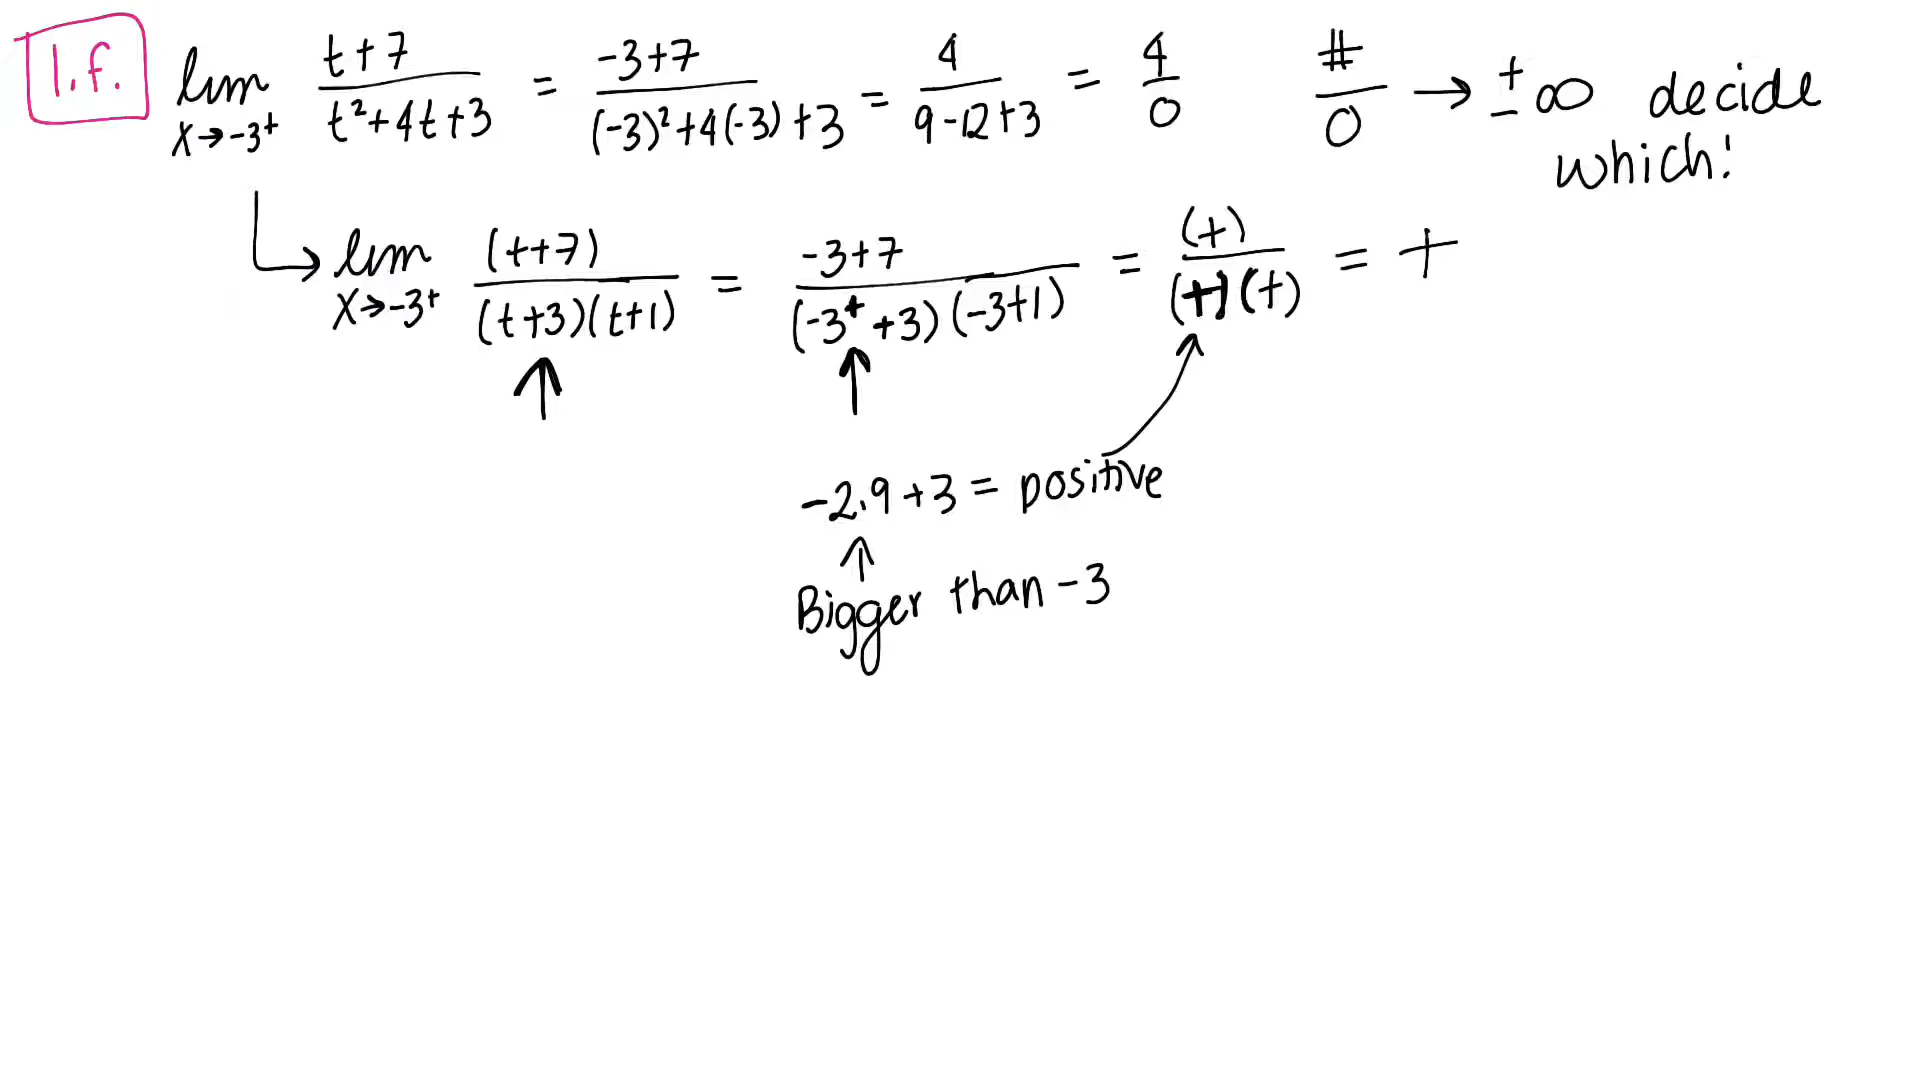 1.f. lim x→-3⁺ (t+7)/(t²+4t+3) = (-3+7)/((-3)²+4(-3)+3) = 4/(9-12+3) = 4/0 #/0 → ±∞ decide
which!
lim x→-3⁺ (t+7)/((t+3)(t+1)) = (-3+7)/((-3⁺+3)(-3+1)) = (+)/((+)(+)) = +
-2.9+3 = positive
Bigger than -3